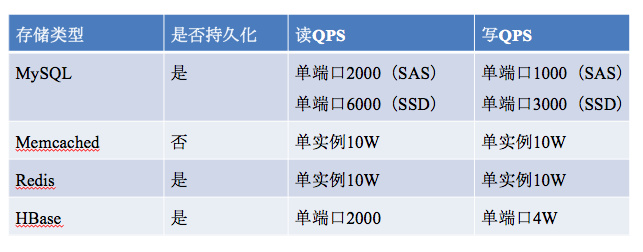 存储类型 是否持久化 读QPS 写QPS
MySQL 是 单端口2000（SAS） 单端口1000（SAS）
单端口6000（SSD） 单端口3000（SSD）
Memcached 否 单实例10W 单实例10W
Redis 是 单实例10W 单实例10W
HBase 是 单端口2000 单端口4W